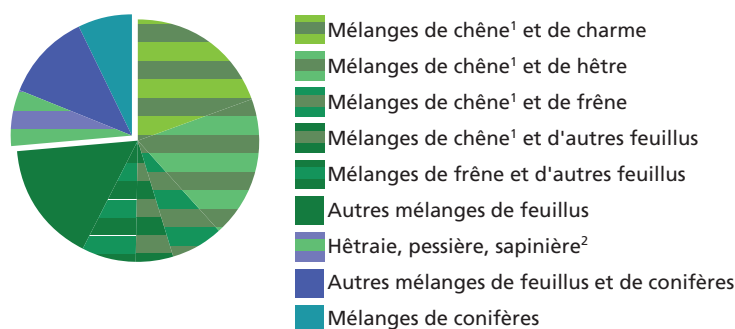 Mélanges de chêne¹ et de charme
Mélanges de chêne¹ et de hêtre
Mélanges de chêne¹ et de frêne
Mélanges de chêne¹ et d'autres feuillus
Mélanges de frêne et d'autres feuillus
Autres mélanges de feuillus
Hêtraie, pessière, sapinière²
Autres mélanges de feuillus et de conifères
Mélanges de conifères